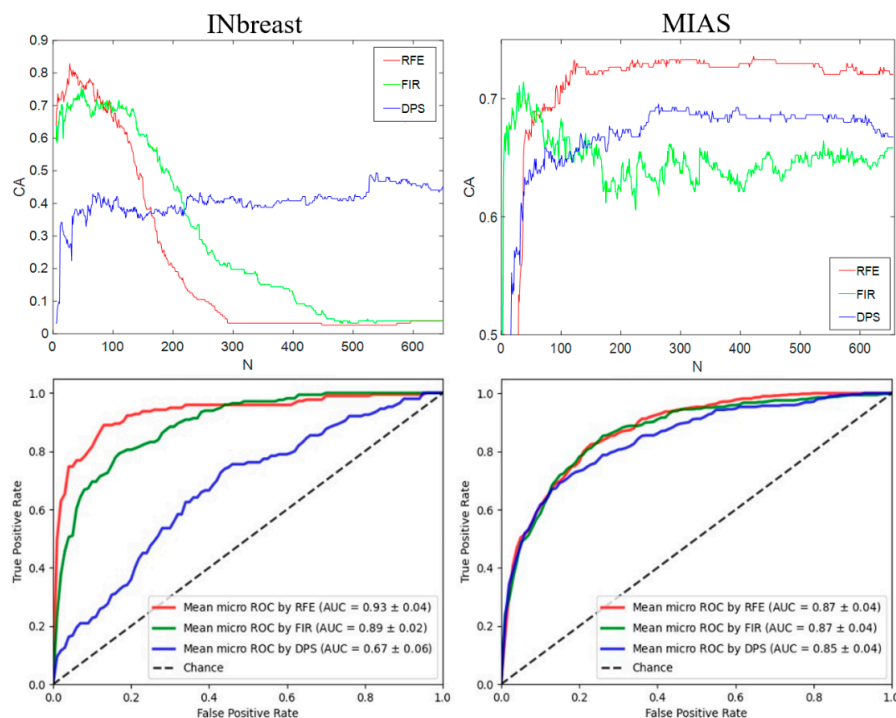 INbreast
MIAS
0.9
0.8
0.7
0.6
0.5
0.4
0.3
0.2
0.1
0
CA
RFE
FIR
DPS
0 100 200 300 400 500 600
N
0.7
0.6
0.5
CA
RFE
FIR
DPS
0 100 200 300 400 500 600
N
1.0
0.8
0.6
0.4
0.2
0.0
True Positive Rate
Mean micro ROC by RFE (AUC = 0.93 ± 0.04)
Mean micro ROC by FIR (AUC = 0.89 ± 0.02)
Mean micro ROC by DPS (AUC = 0.67 ± 0.06)
Chance
0.0 0.2 0.4 0.6 0.8 1.0
False Positive Rate
1.0
0.8
0.6
0.4
0.2
0.0
True Positive Rate
Mean micro ROC by RFE (AUC = 0.87 ± 0.04)
Mean micro ROC by FIR (AUC = 0.87 ± 0.04)
Mean micro ROC by DPS (AUC = 0.85 ± 0.04)
Chance
0.0 0.2 0.4 0.6 0.8 1.0
False Positive Rate